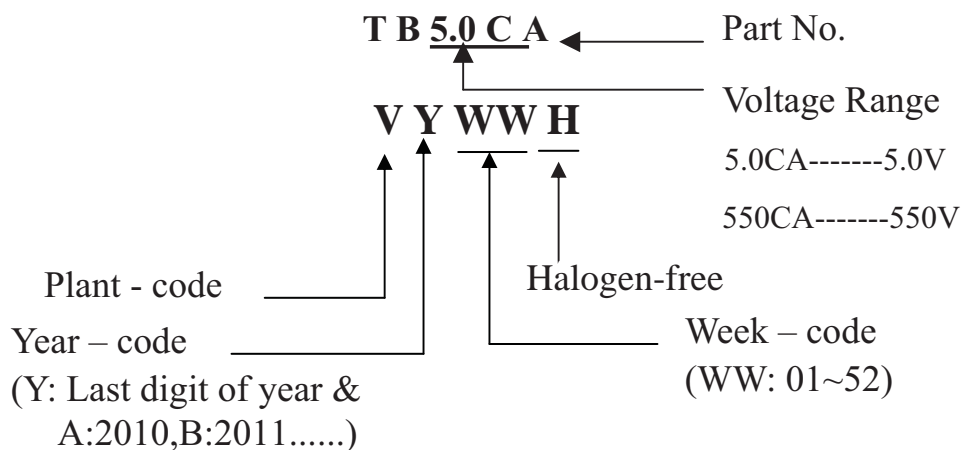 T B 5.0 C A
Part No.
Voltage Range
V Y WW H
5.0CA-------5.0V
550CA-------550V
Plant - code
Halogen-free
Year – code
Week – code
(Y: Last digit of year &
(WW: 01~52)
A:2010,B:2011......)